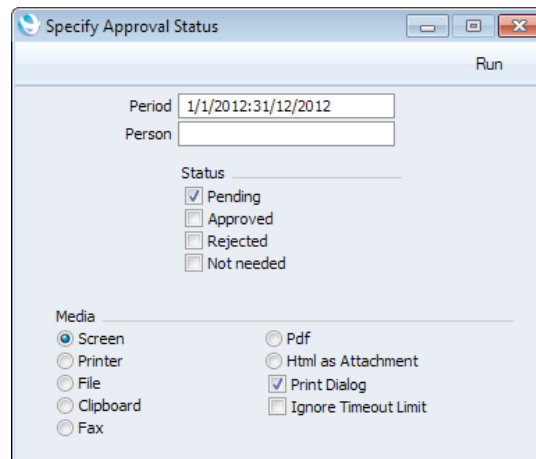 Specify Approval Status
Run
Period 1/1/2012:31/12/2012
Person
Status
Pending
Approved
Rejected
Not needed
Media
Screen
Pdf
Printer
Html as Attachment
File
Print Dialog
Clipboard
Ignore Timeout Limit
Fax